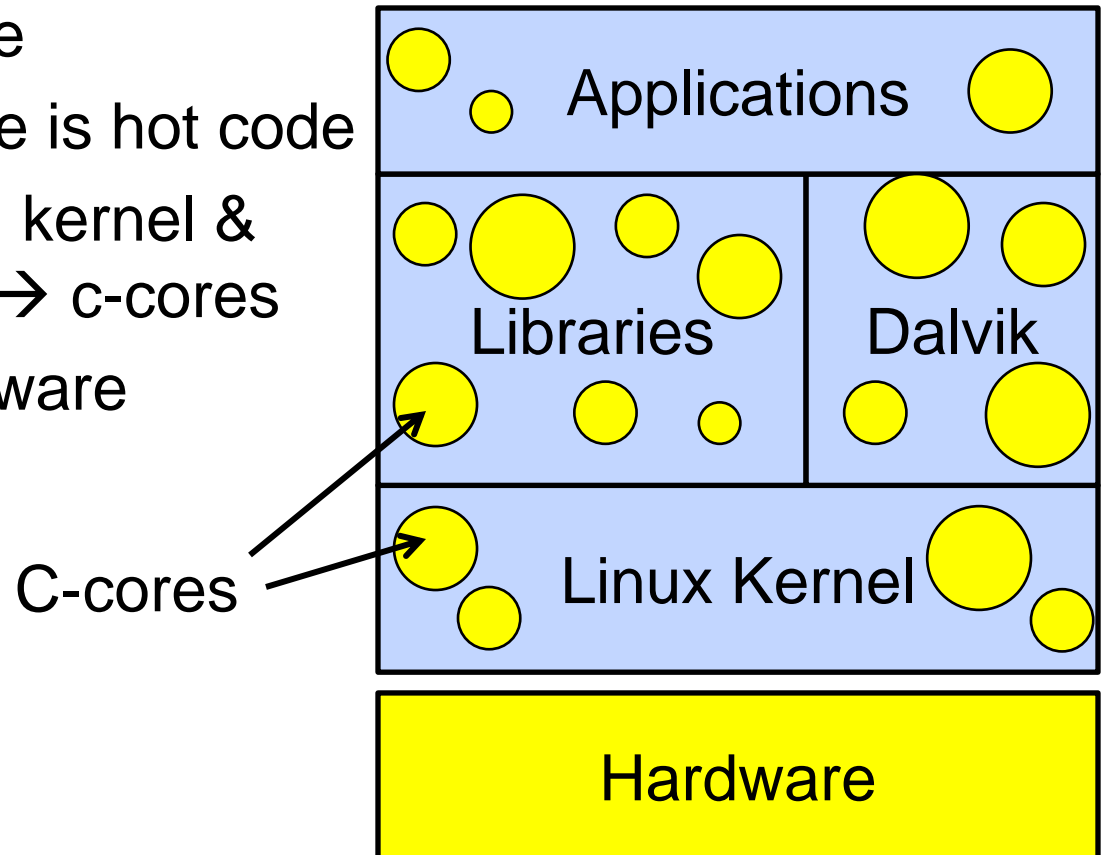 e
e is hot code
kernel &
→ c-cores
ware
C-cores
Applications
Libraries
Dalvik
Linux Kernel
Hardware